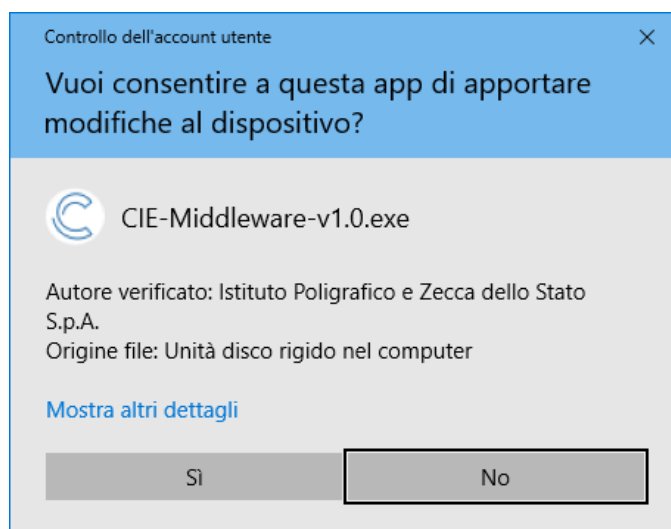 Controllo dell'account utente
Vuoi consentire a questa app di apportare
modifiche al dispositivo?
CIE-Middleware-v1.0.exe
Autore verificato: Istituto Poligrafico e Zecca dello Stato
S.p.A.
Origine file: Unità disco rigido nel computer
Mostra altri dettagli
Sì
No